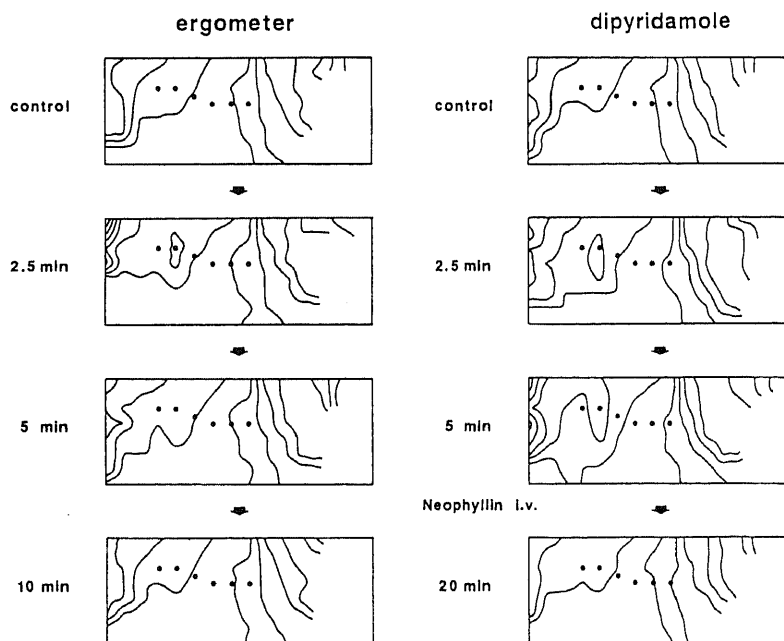 ergometer
control
2.5 min
5 min
10 min
dipyridamole
control
2.5 min
5 min
Neophyllin i.v.
20 min